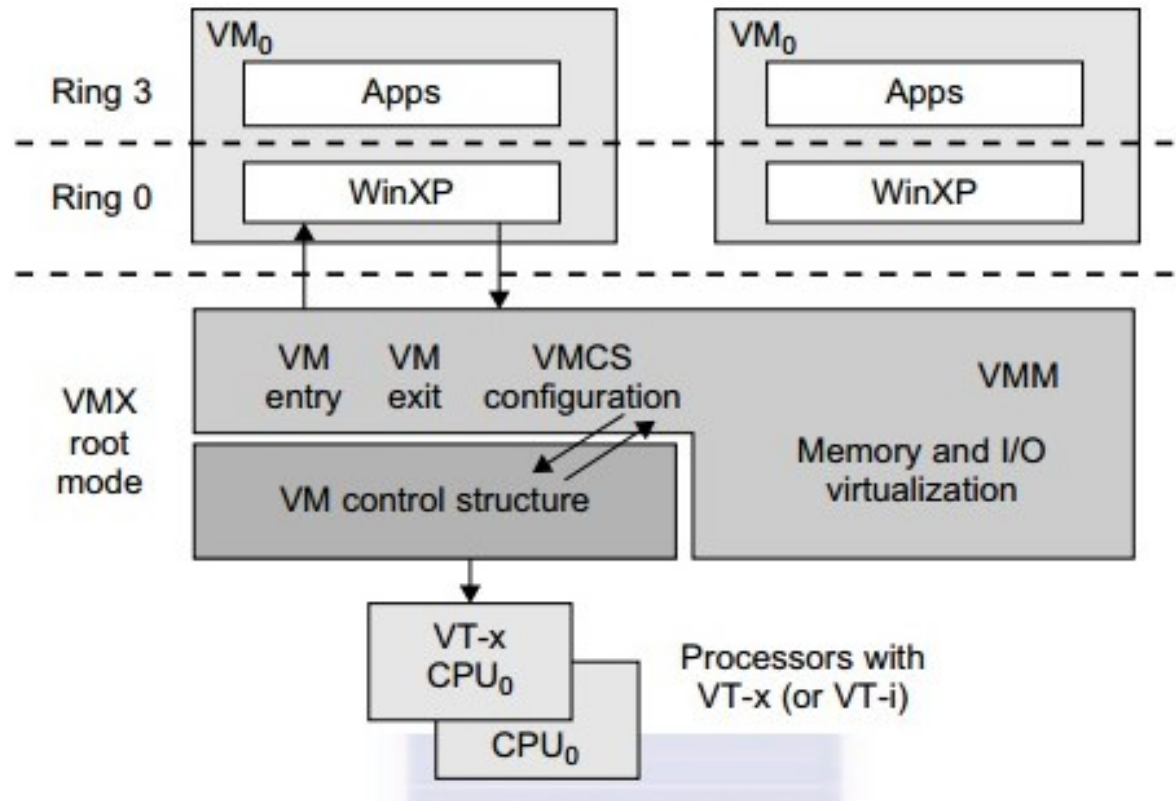 VM₀
VM₀
Ring 3
Apps
Apps
Ring 0
WinXP
WinXP
VMX
root
mode
VM
entry
VM
exit
VMCS
configuration
VMM
Memory and I/O
virtualization
VM control structure
VT-x
CPU₀
CPU₀
Processors with
VT-x (or VT-i)